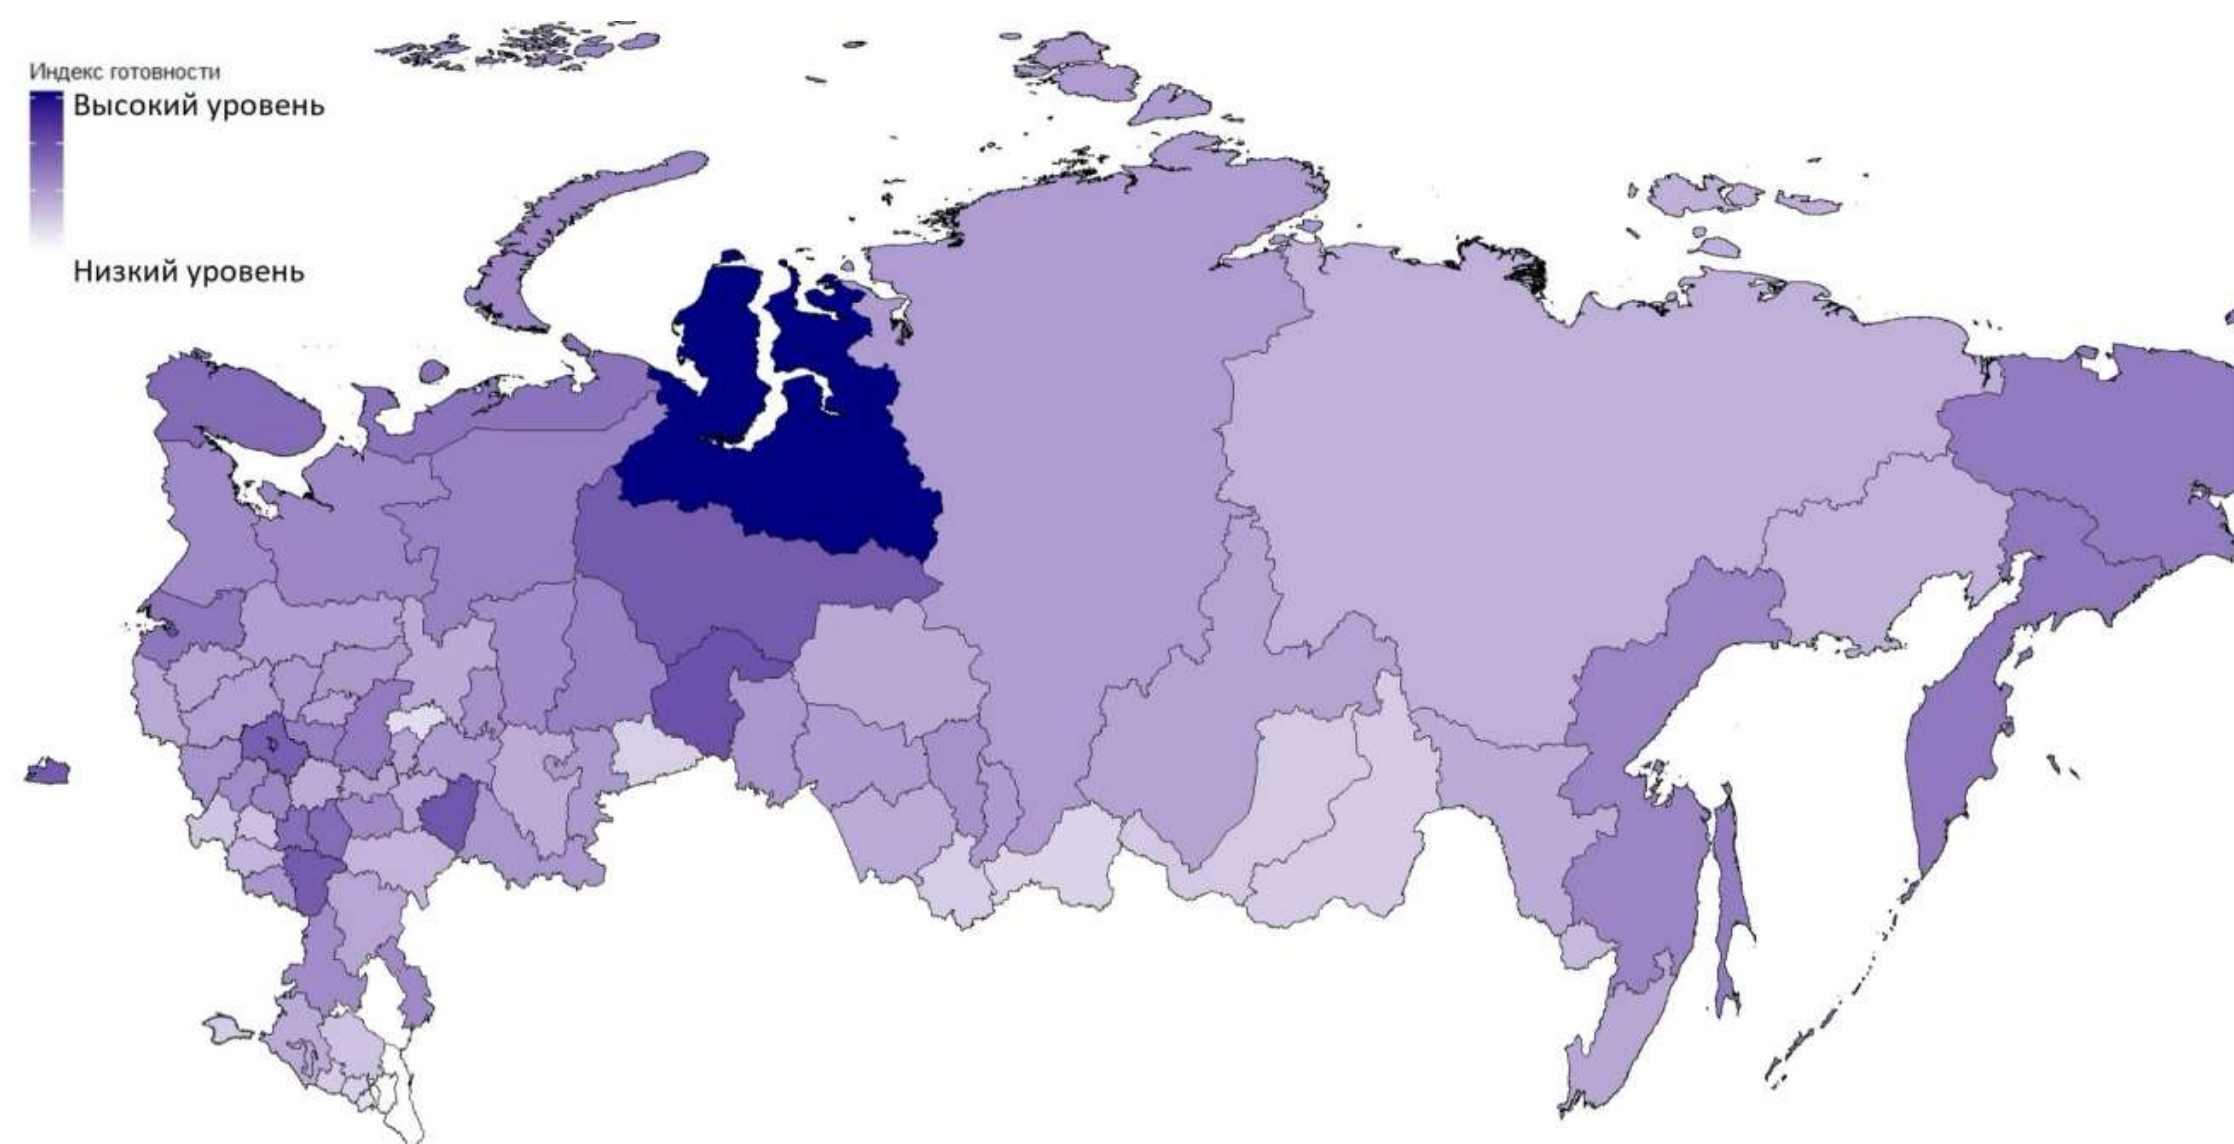 Индекс готовности
Высокий уровень
Низкий уровень